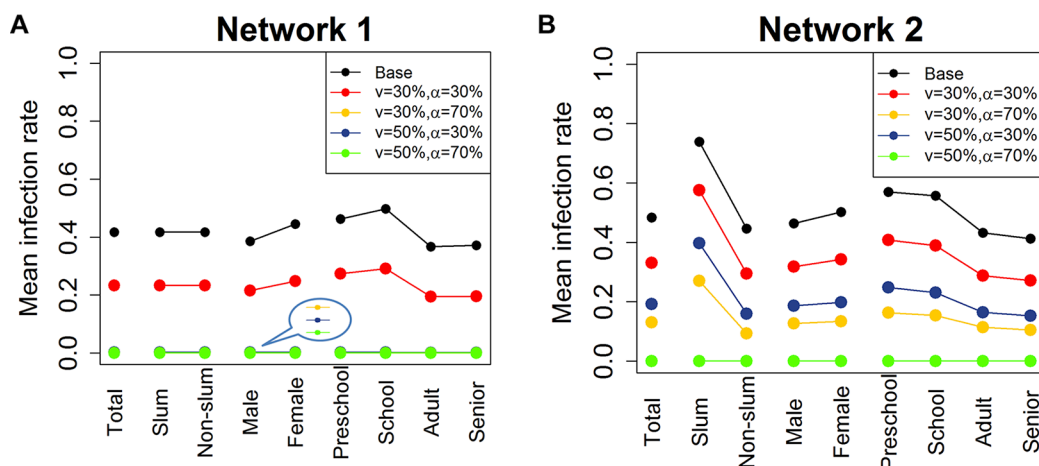 A
Network 1
Mean infection rate
1.0
0.8
0.6
0.4
0.2
0.0
Base
v=30%,α=30%
v=30%,α=70%
v=50%,α=30%
v=50%,α=70%
Total
Slum
Non-slum
Male
Female
Preschool
School
Adult
Senior
B
Network 2
Mean infection rate
1.0
0.8
0.6
0.4
0.2
0.0
Base
v=30%,α=30%
v=30%,α=70%
v=50%,α=30%
v=50%,α=70%
Total
Slum
Non-slum
Male
Female
Preschool
School
Adult
Senior